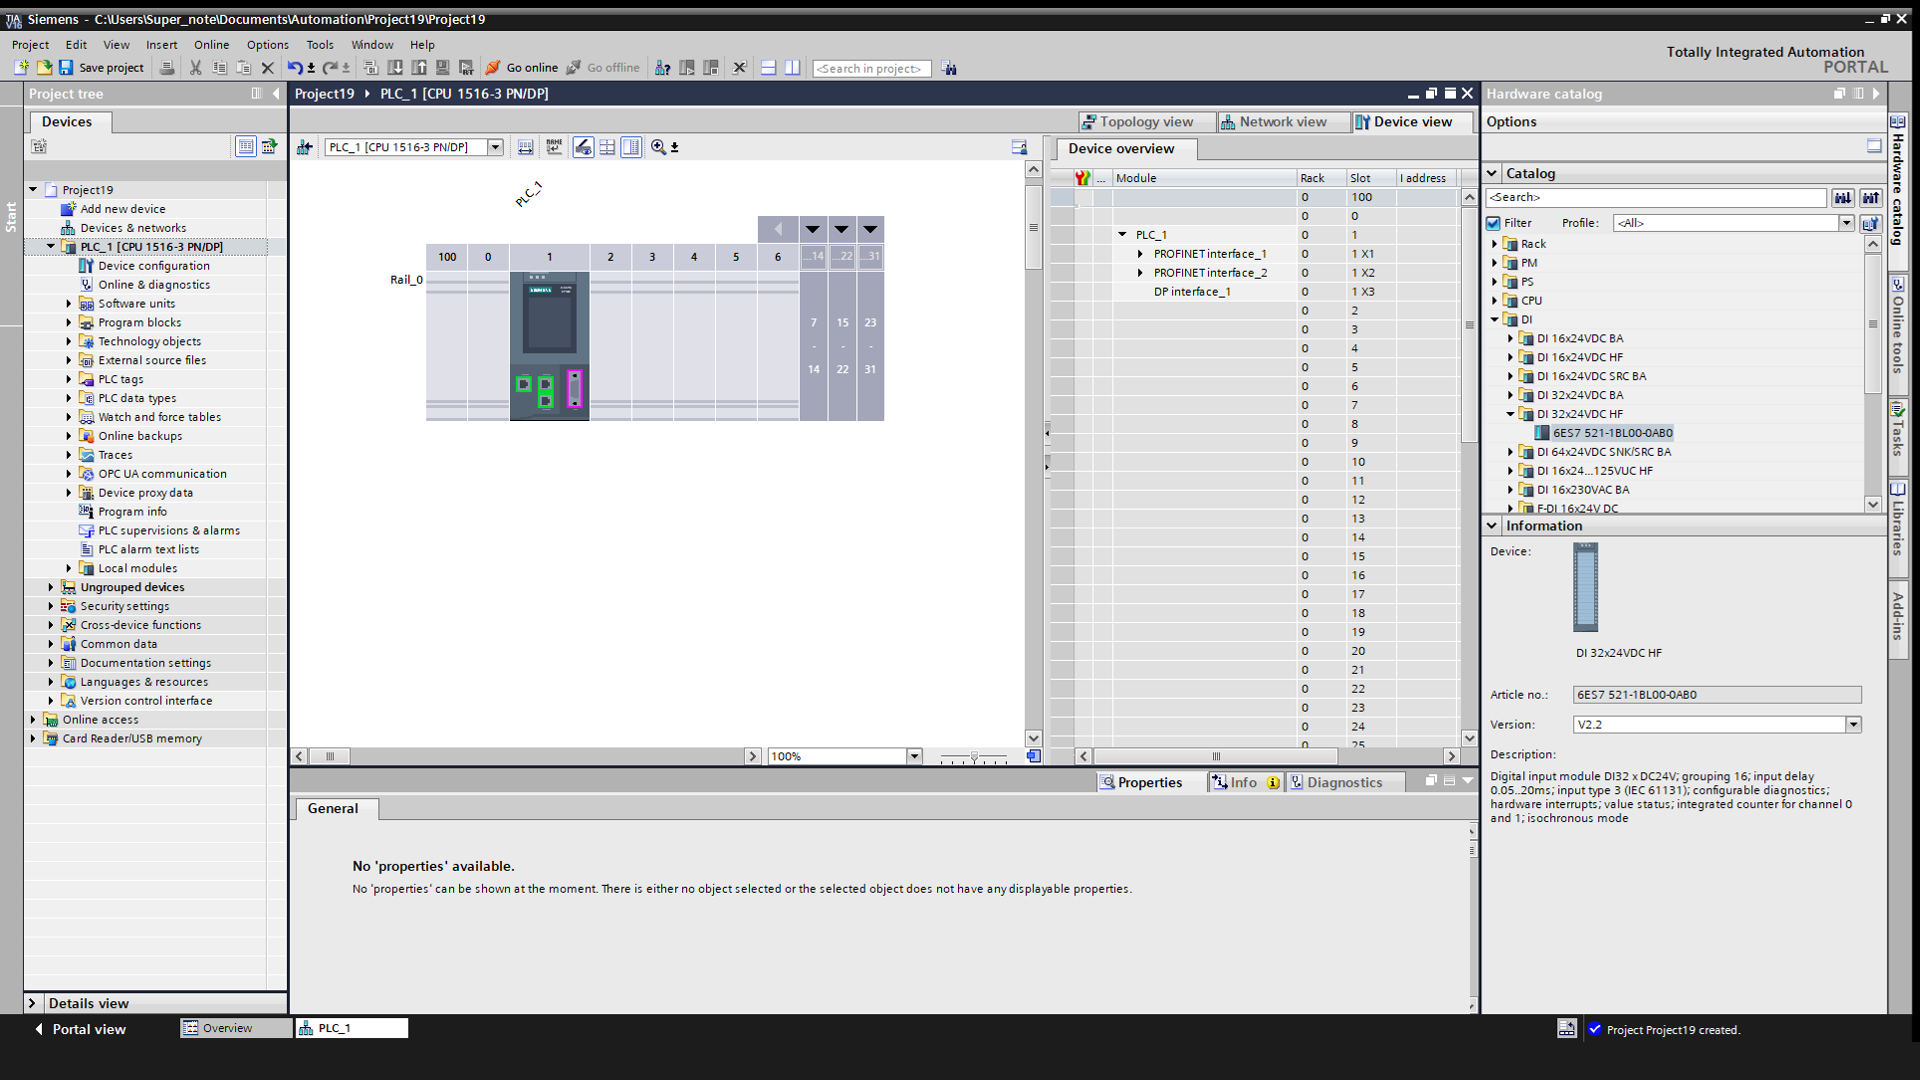 Siemens - C:\Users\Super_note\Documents\Automation\Project19\Project19
Project Edit View Insert Online Options Tools Window Help
Totally Integrated Automation
PORTAL
Save project Go online Go offline <Search in project>
Project tree
Project19 PLC_1 [CPU 1516-3 PN/DP]
Hardware catalog
Devices
Topology view Network view Device view
Options
PLC_1 [CPU 1516-3 PN/DP]
Device overview
Catalog
... Module Rack Slot I address
<Search>
Filter Profile: <All>
Start
Project19
Add new device
Devices & networks
PLC_1 [CPU 1516-3 PN/DP]
Device configuration
Online & diagnostics
Software units
Program blocks
Technology objects
External source files
PLC tags
PLC data types
Watch and force tables
Online backups
Traces
OPC UA communication
Device proxy data
Program info
PLC supervisions & alarms
PLC alarm text lists
Local modules
Ungrouped devices
Security settings
Cross-device functions
Common data
Documentation settings
Languages & resources
Version control interface
Online access
Card Reader/USB memory
Details view
PLC_1
100 0 1 2 3 4 5 6 ...14 ...22 ...31
Rail_0
SIEMENS
7 15 23
- - -
14 22 31
100%
0 100
0 0
PLC_1 0 1
PROFINET interface_1 0 1 X1
PROFINET interface_2 0 1 X2
DP interface_1 0 1 X3
0 2
0 3
0 4
0 5
0 6
0 7
0 8
0 9
0 10
0 11
0 12
0 13
0 14
0 15
0 16
0 17
0 18
0 19
0 20
0 21
0 22
0 23
0 24
0 25
Rack
PM
PS
CPU
DI
DI 16x24VDC BA
DI 16x24VDC HF
DI 16x24VDC SRC BA
DI 32x24VDC BA
DI 32x24VDC HF
6ES7 521-1BL00-0AB0
DI 64x24VDC SNK/SRC BA
DI 16x24...125VUC HF
DI 16x230VAC BA
F-DI 16x24V DC
Hardware catalog
Online tools
Tasks
Libraries
Add-ins
Information
Device:
DI 32x24VDC HF
Article no.: 6ES7 521-1BL00-0AB0
Version: V2.2
Description:
Digital input module DI32 x DC24V; grouping 16; input delay
0.05..20ms; input type 3 (IEC 61131); configurable diagnostics;
hardware interrupts; value status; integrated counter for channel 0
and 1; isochronous mode
Properties Info Diagnostics
General
No 'properties' available.
No 'properties' can be shown at the moment. There is either no object selected or the selected object does not have any displayable properties.
Portal view Overview PLC_1
Project Project19 created.